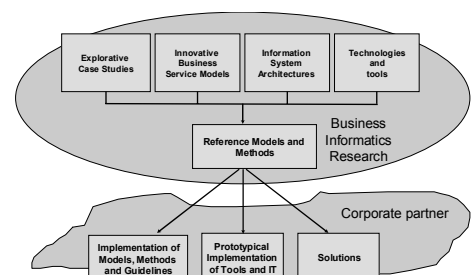 Explorative
Case Studies
Innovative
Business
Service Models
Information
System
Architectures
Technologies
and
tools
Reference Models and
Methods
Business
Informatics
Research
Corporate partner
Implementation of
Models, Methods
and Guidelines
Prototypical
Implementation
of Tools and IT
Solutions